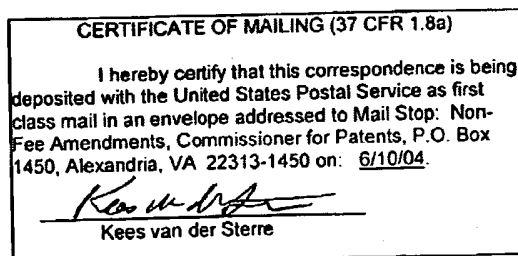 CERTIFICATE OF MAILING (37 CFR 1.8a)
I hereby certify that this correspondence is being
deposited with the United States Postal Service as first
class mail in an envelope addressed to Mail Stop: Non-
Fee Amendments, Commissioner for Patents, P.O. Box
1450, Alexandria, VA 22313-1450 on: 6/10/04.
Kees van der Sterre